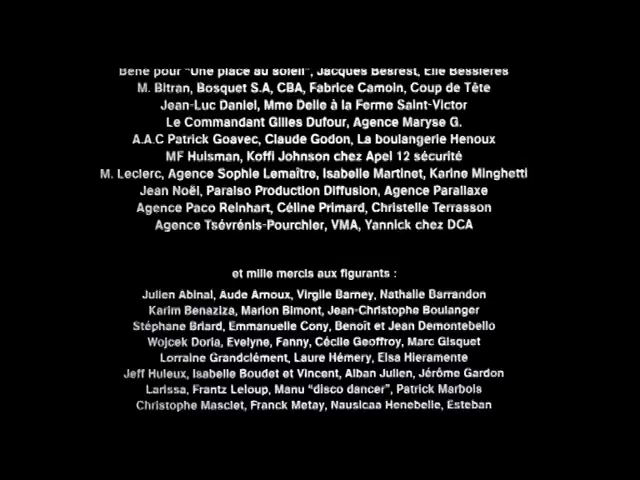 Bene pour "Une place au soleil", Jacques Besrest, Elie Bessières
M. Bitran, Bosquet S.A, CBA, Fabrice Camoin, Coup de Tête
Jean-Luc Daniel, Mme Delle à la Ferme Saint-Victor
Le Commandant Gilles Dufour, Agence Maryse G.
A.A.C Patrick Goavec, Claude Godon, La boulangerie Henoux
MF Huisman, Koffi Johnson chez Apel 12 sécurité
M. Leclerc, Agence Sophie Lemaître, Isabelle Martinet, Karine Minghetti
Jean Noël, Paraiso Production Diffusion, Agence Parallaxe
Agence Paco Reinhart, Céline Primard, Christelle Terrasson
Agence Tsévrénis-Pourchier, VMA, Yannick chez DCA
et mille mercis aux figurants :
Julien Abinal, Aude Arnoux, Virgile Barney, Nathalie Barrandon
Karim Benaziza, Marion Bimont, Jean-Christophe Boulanger
Stéphane Briard, Emmanuelle Cony, Benoît et Jean Demontebello
Wojcek Doria, Evelyne, Fanny, Cécile Geoffroy, Marc Gisquet
Lorraine Grandclément, Laure Hémery, Elsa Hieramente
Jeff Huleux, Isabelle Boudet et Vincent, Alban Julien, Jérôme Gardon
Larissa, Frantz Leloup, Manu "disco dancer", Patrick Marbois
Christophe Masclet, Franck Metay, Nausicaa Henebelle, Esteban